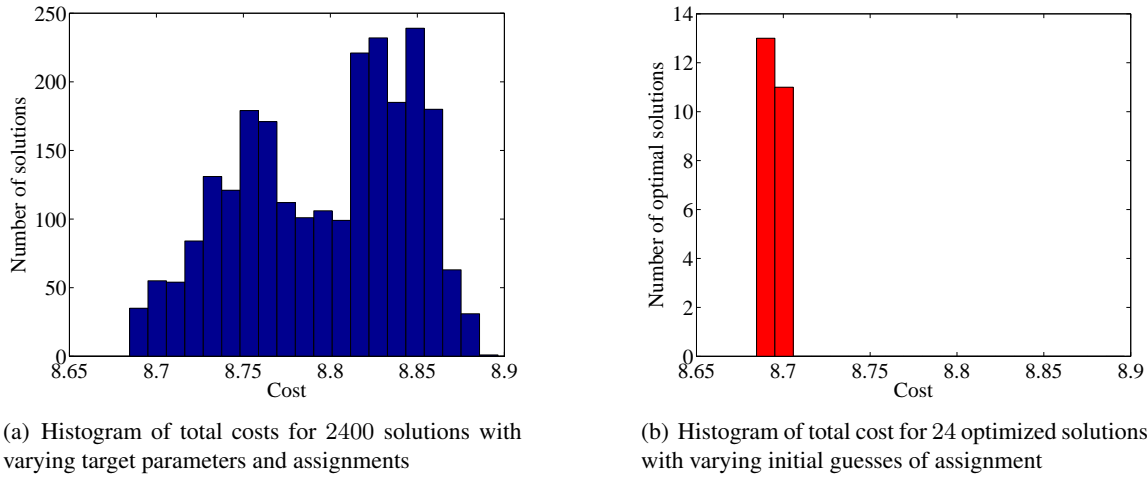 250
200
150
100
50
0
Number of solutions
8.65 8.7 8.75 8.8 8.85 8.9
Cost
(a) Histogram of total costs for 2400 solutions with
varying target parameters and assignments
14
12
10
8
6
4
2
0
Number of optimal solutions
8.65 8.7 8.75 8.8 8.85 8.9
Cost
(b) Histogram of total cost for 24 optimized solutions
with varying initial guesses of assignment